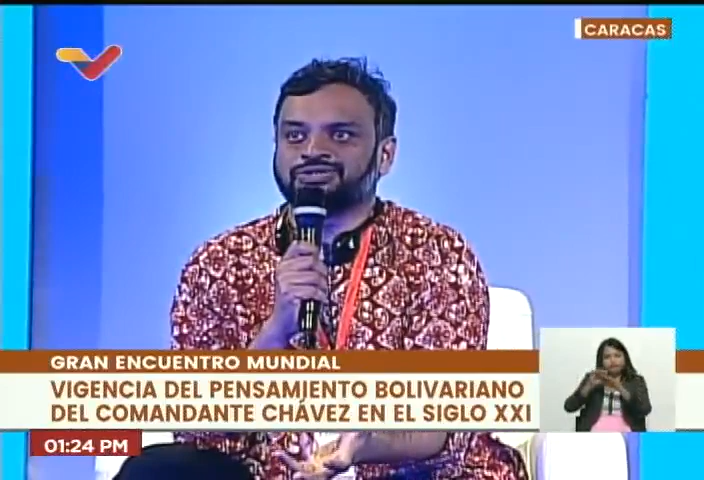 CARACAS
GRAN ENCUENTRO MUNDIAL
VIGENCIA DEL PENSAMIENTO BOLIVARIANO
DEL COMANDANTE CHÁVEZ EN EL SIGLO XXI
01:24 PM